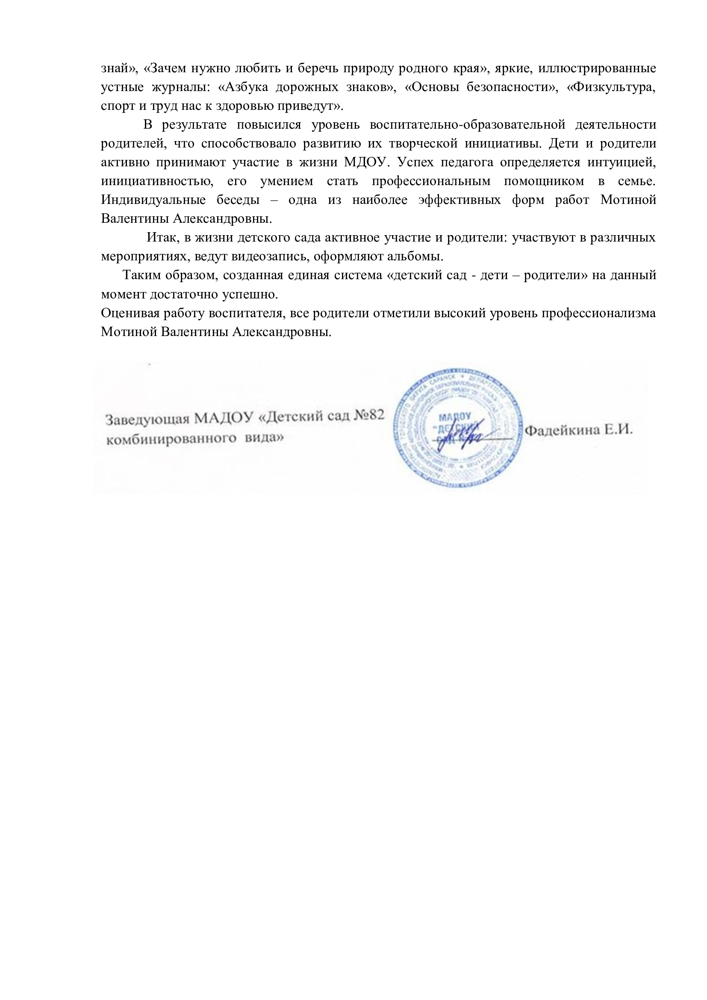 знай», «Зачем нужно любить и беречь природу родного края», яркие, иллюстрированные
устные журналы: «Азбука дорожных знаков», «Основы безопасности», «Физкультура,
спорт и труд нас к здоровью приведут».
В результате повысился уровень воспитательно-образовательной деятельности
родителей, что способствовало развитию их творческой инициативы. Дети и родители
активно принимают участие в жизни МДОУ. Успех педагога определяется интуицией,
инициативностью, его умением стать профессиональным помощником в семье.
Индивидуальные беседы – одна из наиболее эффективных форм работ Мотиной
Валентины Александровны.
Итак, в жизни детского сада активное участие и родители: участвуют в различных
мероприятиях, ведут видеозапись, оформляют альбомы.
Таким образом, созданная единая система «детский сад - дети – родители» на данный
момент достаточно успешно.
Оценивая работу воспитателя, все родители отметили высокий уровень профессионализма
Мотиной Валентины Александровны.
Заведующая МАДОУ «Детский сад №82
комбинированного вида»
Фадейкина Е.И.
МАДОУ
"ДЕТСКИЙ
САД
ГОРОДСКОГО ОКРУГА САРАНСК * ДЕПАРТАМЕНТ ПО